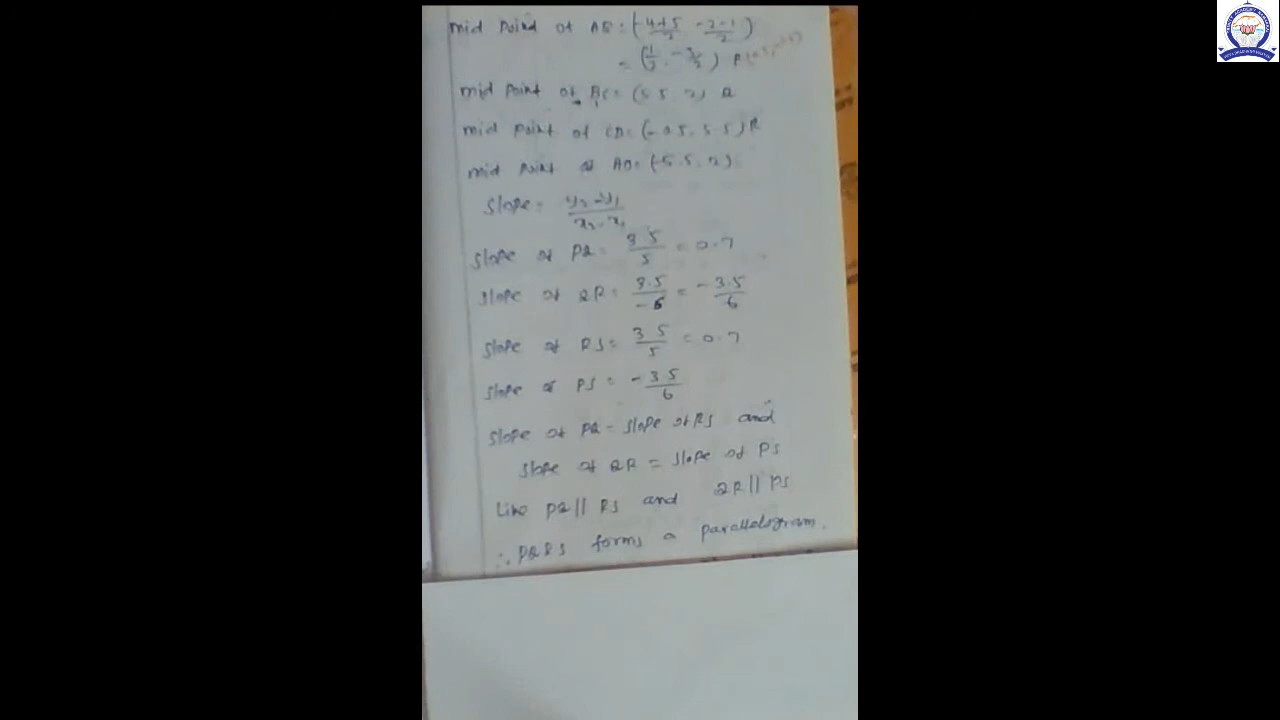 mid Point of AB = (-4+5/2, -2-1/2)
= (1/2, -3/2) P
mid Point of BC = (5.5, 2) Q
mid Point of CD = (-0.5, 5.5) R
mid Point of AD = (-5.5, 2)
Slope = y₂-y₁/x₂-x₁
Slope of PQ = 3.5/5 = 0.7
Slope of QR = 3.5/-6 = -3.5/6
Slope of RS = 3.5/5 = 0.7
Slope of PS = -3.5/6
Slope of PQ = Slope of RS and
Slope of QR = Slope of PS
Line PQ || RS and QR || PS
∴ PQRS forms a parallelogram.